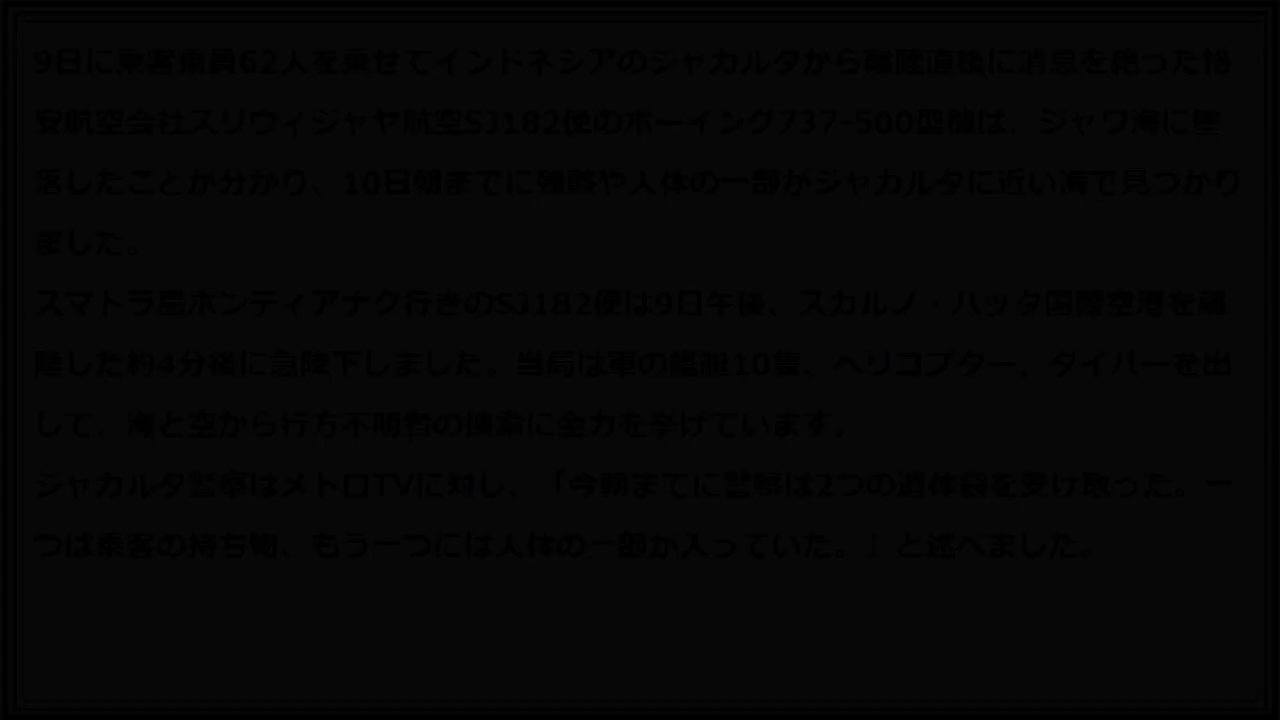 9日に乗客乗員62人を乗せてインドネシアのジャカルタから離陸直後に消息を絶った格
安航空会社スリウィジャヤ航空SJ182便のボーイング737-500型機は、ジャワ海に墜
落したことが分かり、10日朝までに残骸や人体の一部がジャカルタに近い海で見つかり
ました。
スマトラ島ポンティアナク行きのSJ182便は9日午後、スカルノ・ハッタ国際空港を離
陸した約4分後に急降下しました。当局は軍の艦艇10隻、ヘリコプター、ダイバーを出
して、海と空から行方不明者の捜索に全力を挙げています。
ジャカルタ警察はメトロTVに対し、「今朝までに警察は2つの遺体袋を受け取った。一
つは乗客の持ち物、もう一つには人体の一部が入っていた。」と述べました。